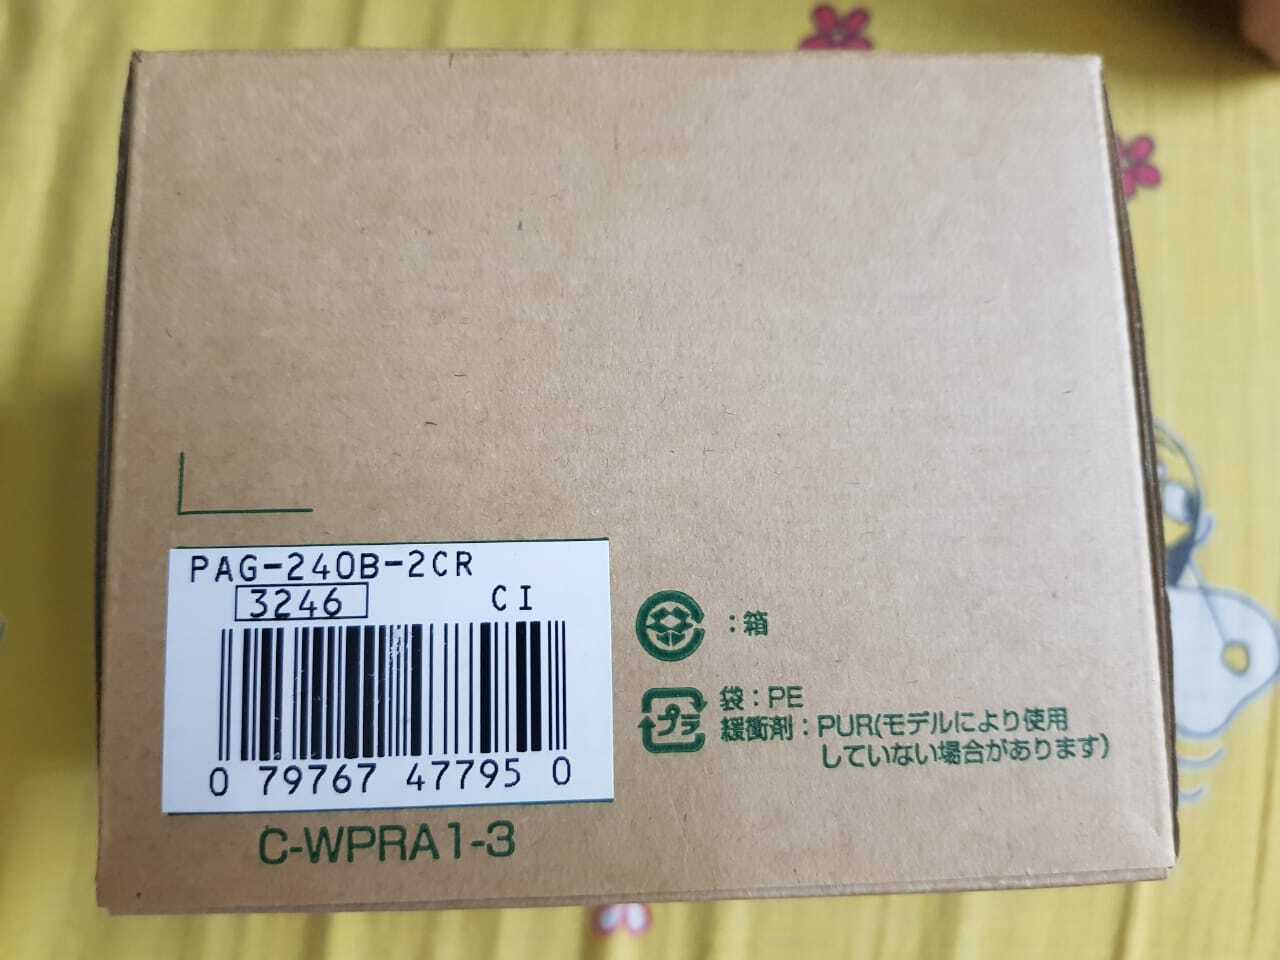 PAG-240B-2CR
3246 CI
0 79767 47795 0
C-WPRA1-3
：箱
プラ
袋：PE
緩衝剤：PUR(モデルにより使用
していない場合があります)